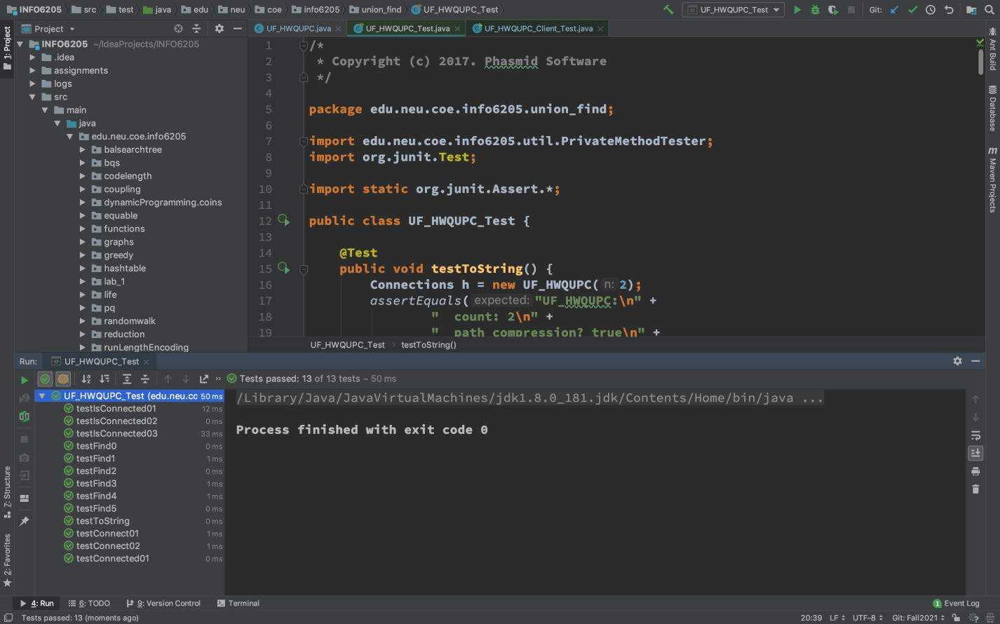 INFO6205 src test java edu neu coe info6205 union_find UF_HWQUPC_Test UF_HWQUPC_Test Git:
Project
UF_HWQUPC.java UF_HWQUPC_Test.java UF_HWQUPC_Client_Test.java
1: Project
INFO6205 ~/IdeaProjects/INFO6205
.idea
assignments
logs
src
main
java
edu.neu.coe.info6205
balsearchtree
bqs
codelength
coupling
dynamicProgramming.coins
equable
functions
graphs
greedy
hashtable
lab_1
life
pq
randomwalk
reduction
runLengthEncoding
1 /*
2 * Copyright (c) 2017. Phasmid Software
3 */
4
5 package edu.neu.coe.info6205.union_find;
6
7 import edu.neu.coe.info6205.util.PrivateMethodTester;
8 import org.junit.Test;
9
10 import static org.junit.Assert.*;
11
12 public class UF_HWQUPC_Test {
13
14 @Test
15 public void testToString() {
16 Connections h = new UF_HWQUPC( n: 2);
17 assertEquals( expected: "UF_HWQUPC:\n" +
18 "  count: 2\n" +
19 "  path compression? true\n" +
UF_HWQUPC_Test › testToString()
Ant Build
Database
m Maven Projects
Run: UF_HWQUPC_Test
Tests passed: 13 of 13 tests – 50 ms
UF_HWQUPC_Test (edu.neu.cc 50 ms
testIsConnected01 12 ms
testIsConnected02 0 ms
testIsConnected03 33 ms
testFind0 0 ms
testFind1 1 ms
testFind2 0 ms
testFind3 1 ms
testFind4 1 ms
testFind5 0 ms
testToString 0 ms
testConnect01 1 ms
testConnect02 1 ms
testConnected01 0 ms
/Library/Java/JavaVirtualMachines/jdk1.8.0_181.jdk/Contents/Home/bin/java ...
Process finished with exit code 0
Z: Structure
2: Favorites
4: Run 6: TODO 9: Version Control Terminal 1 Event Log
Tests passed: 13 (moments ago) 20:39 LF UTF-8 Git: Fall2021